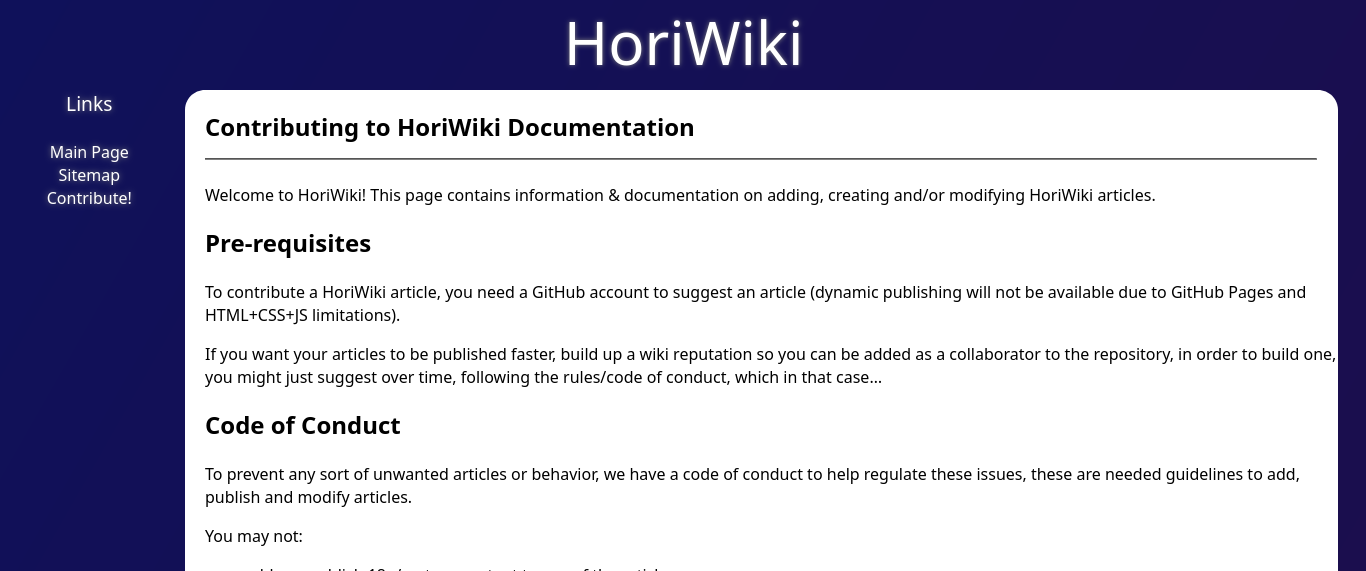 HoriWiki
Links
Main Page
Sitemap
Contribute!
Contributing to HoriWiki Documentation
Welcome to HoriWiki! This page contains information & documentation on adding, creating and/or modifying HoriWiki articles.
Pre-requisites
To contribute a HoriWiki article, you need a GitHub account to suggest an article (dynamic publishing will not be available due to GitHub Pages and
HTML+CSS+JS limitations).
If you want your articles to be published faster, build up a wiki reputation so you can be added as a collaborator to the repository, in order to build one,
you might just suggest over time, following the rules/code of conduct, which in that case...
Code of Conduct
To prevent any sort of unwanted articles or behavior, we have a code of conduct to help regulate these issues, these are needed guidelines to add,
publish and modify articles.
You may not: